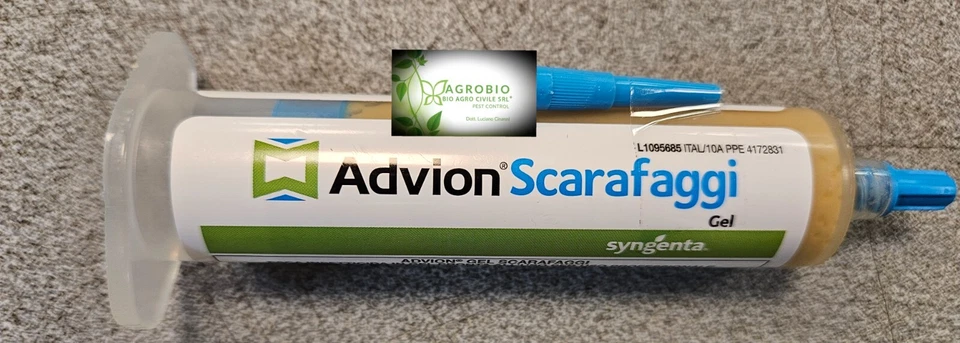 AGROBIO
BIO AGRO CIVILE SRL®
PEST CONTROL
L1095685 ITAL/10A PPE 4172831
Advion® Scarafaggi
Gel
syngenta
ADVION® GEL SCARAFAGGI